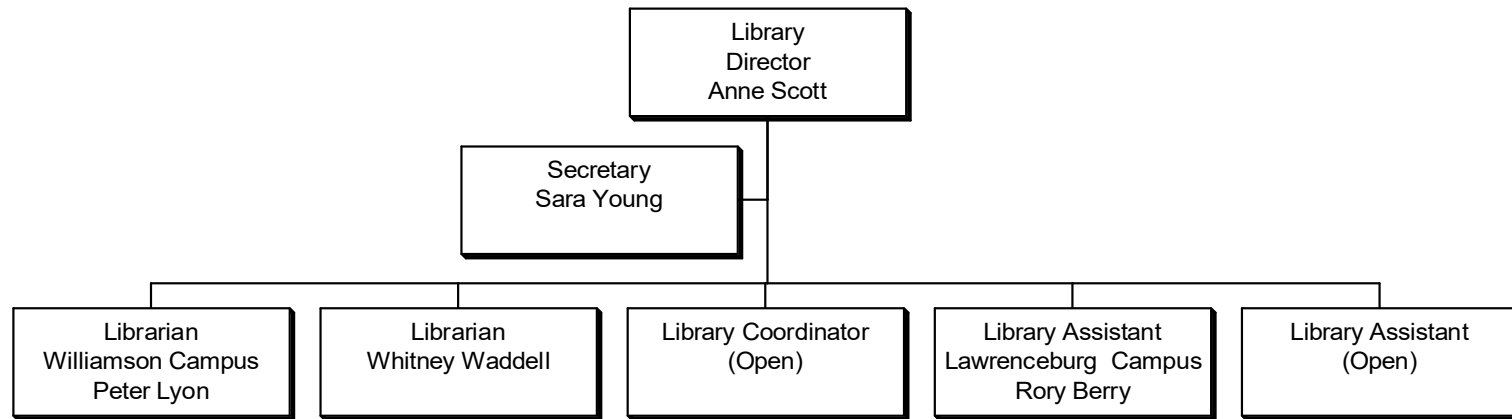 Library
Director
Anne Scott
Secretary
Sara Young
Librarian
Williamson Campus
Peter Lyon
Librarian
Whitney Waddell
Library Coordinator
(Open)
Library Assistant
Lawrenceburg Campus
Rory Berry
Library Assistant
(Open)